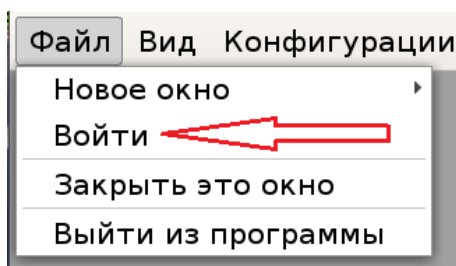 Файл Вид Конфигурации
Новое окно
Войти
Закрыть это окно
Выйти из программы